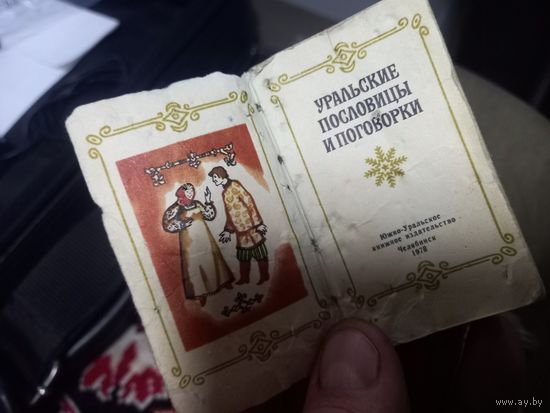 УРАЛЬСКИЕ
ПОСЛОВИЦЫ
И ПОГОВОРКИ
Южно-Уральское
книжное издательство
Челябинск
1978
www.ay.by